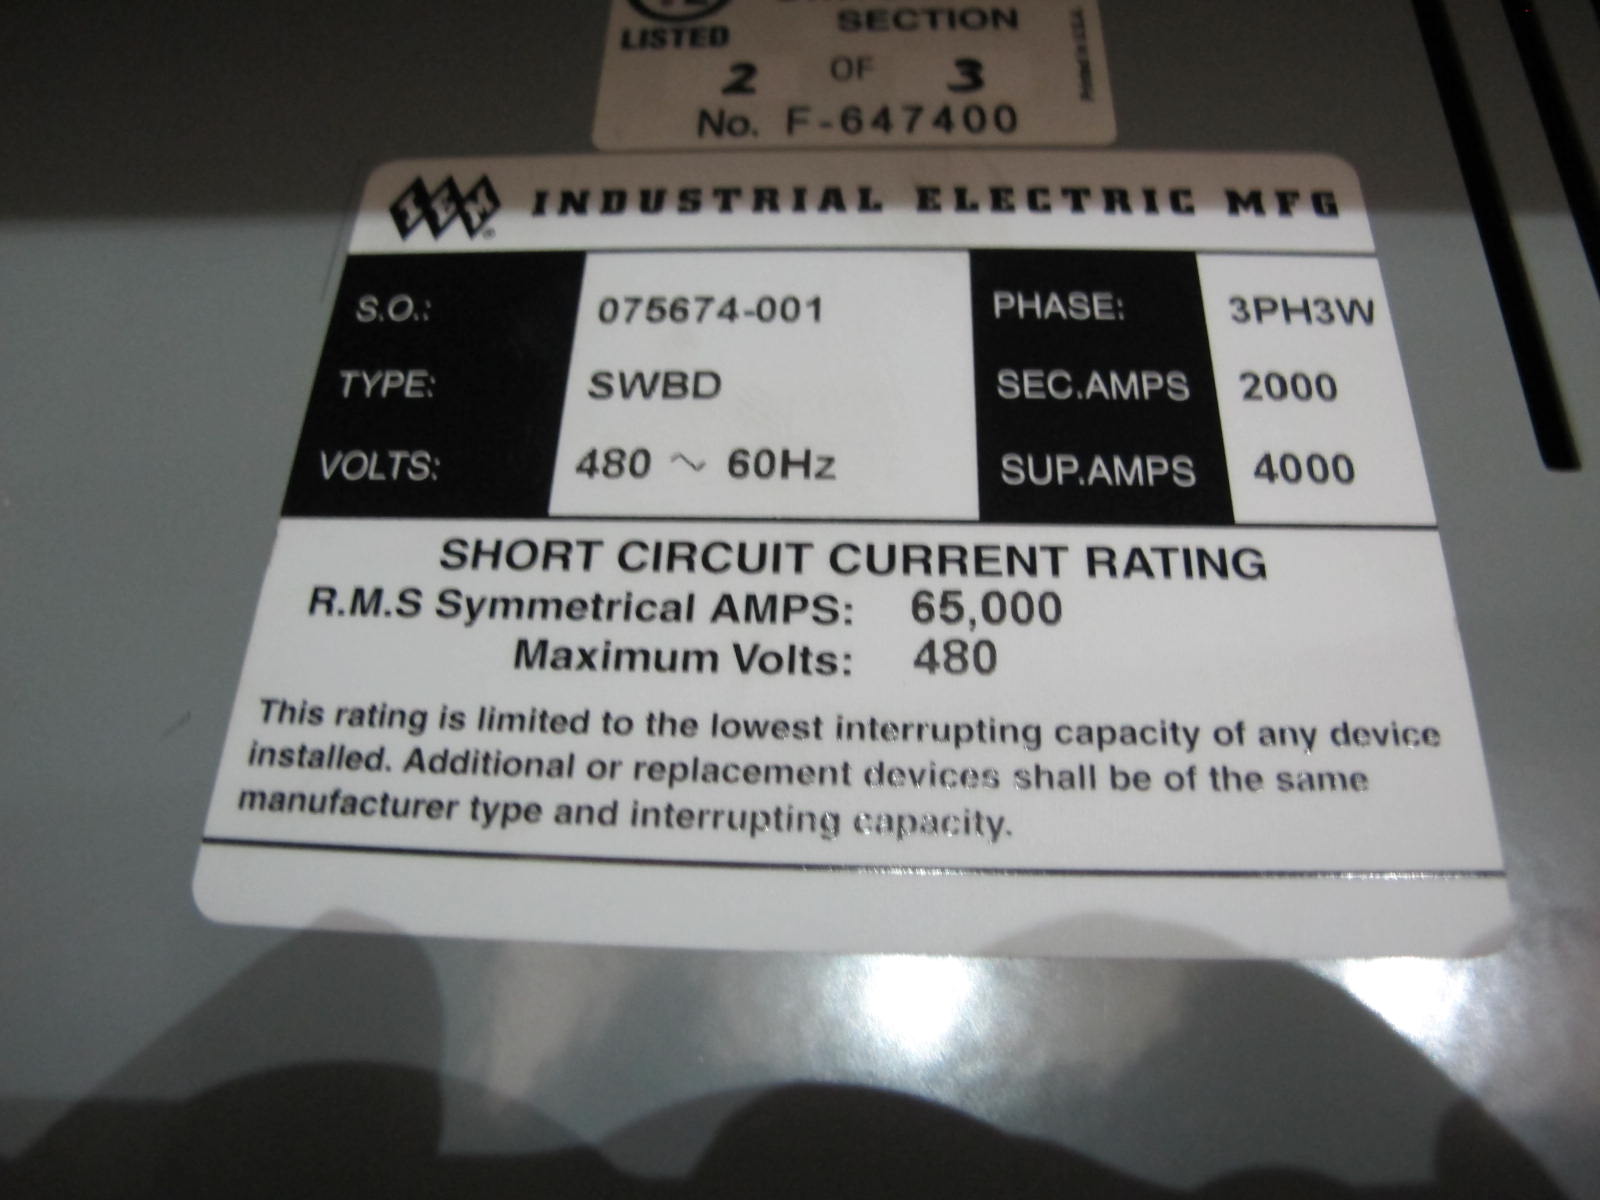 LISTED
SECTION
2 OF 3
No. F-647400
Printed in U.S.A.
IEM ® INDUSTRIAL ELECTRIC MFG
S.O.: 075674-001 PHASE: 3PH3W
TYPE: SWBD SEC.AMPS 2000
VOLTS: 480 ~ 60Hz SUP.AMPS 4000
SHORT CIRCUIT CURRENT RATING
R.M.S Symmetrical AMPS: 65,000
Maximum Volts: 480
This rating is limited to the lowest interrupting capacity of any device
installed. Additional or replacement devices shall be of the same
manufacturer type and interrupting capacity.